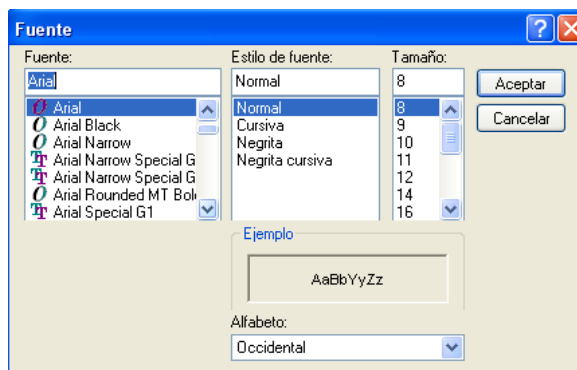 Fuente
Fuente:
Arial
Arial
Arial Black
Arial Narrow
Arial Narrow Special G
Arial Narrow Special G
Arial Rounded MT Bol
Arial Special G1
Estilo de fuente:
Normal
Normal
Cursiva
Negrita
Negrita cursiva
Tamaño:
8
8
9
10
11
12
14
16
Aceptar
Cancelar
Ejemplo
AaBbYyZz
Alfabeto:
Occidental